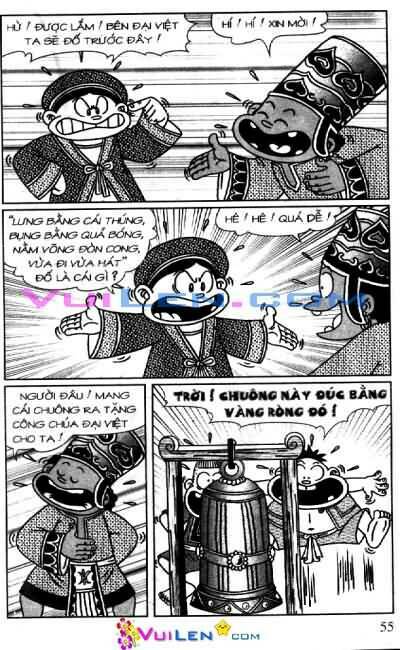 HỪ! ĐƯỢC LẮM! BÊN ĐẠI VIỆT
TA SẼ ĐỐ TRƯỚC ĐÂY!
HÍ! HÍ! XIN MỜI!
"LƯNG BẰNG CÁI THÚNG,
BỤNG BẰNG QUẢ BÓNG,
NẰM VÕNG ĐÒN CONG,
VỪA ĐI VỪA HÁT"
ĐỐ LÀ CÁI GÌ?
HÊ! HÊ! QUÁ DỄ!
VUILEN.COM
NGƯỜI ĐÂU! MANG
CÁI CHUÔNG RA TẶNG
CÔNG CHÚA ĐẠI VIỆT
CHO TA!
TRỜI! CHUÔNG NÀY ĐÚC BẰNG
VÀNG RÒNG ĐÓ!
55
VUILEN.COM